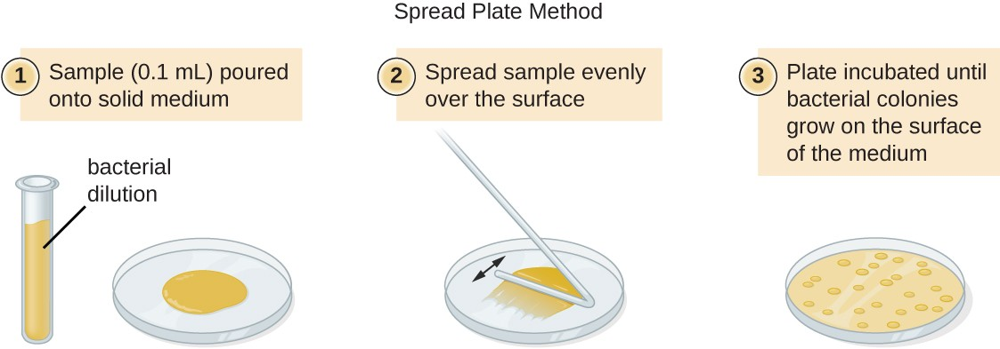 Spread Plate Method
1 Sample (0.1 mL) poured
onto solid medium
2 Spread sample evenly
over the surface
3 Plate incubated until
bacterial colonies
grow on the surface
of the medium
bacterial
dilution